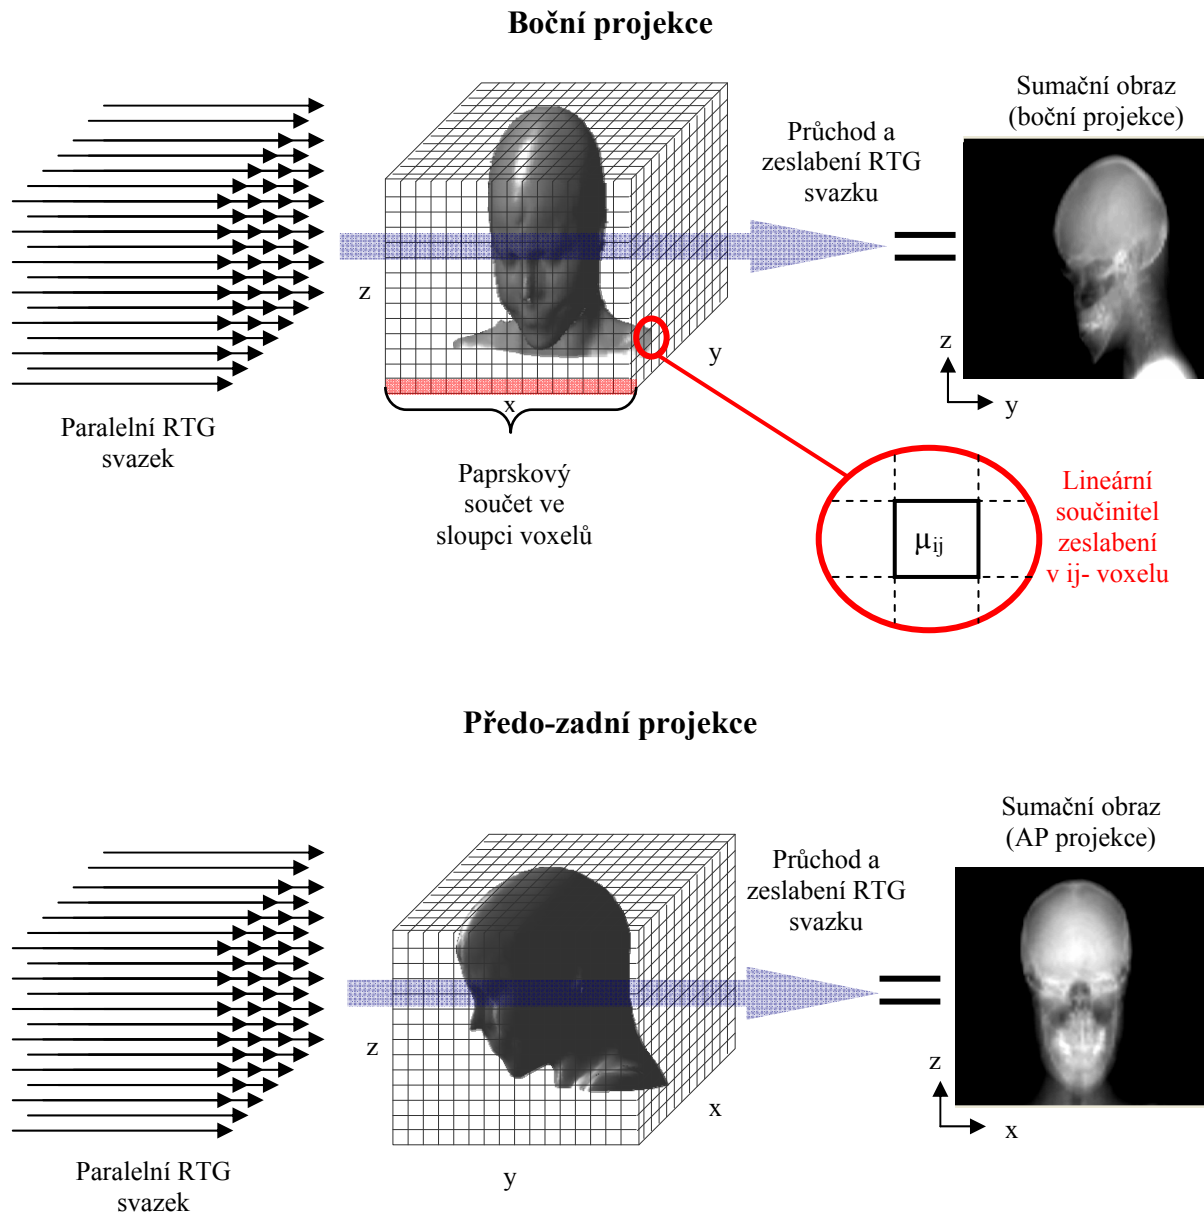 Boční projekce
Sumační obraz
(boční projekce)
Průchod a
zeslabení RTG
svazku
z
y
x
z
y
Paralelní RTG
svazek
Paprskový
součet ve
sloupci voxelů
μij
Lineární
součinitel
zeslabení
v ij- voxelu
Předo-zadní projekce
Sumační obraz
(AP projekce)
Průchod a
zeslabení RTG
svazku
z
x
y
z
x
Paralelní RTG
svazek